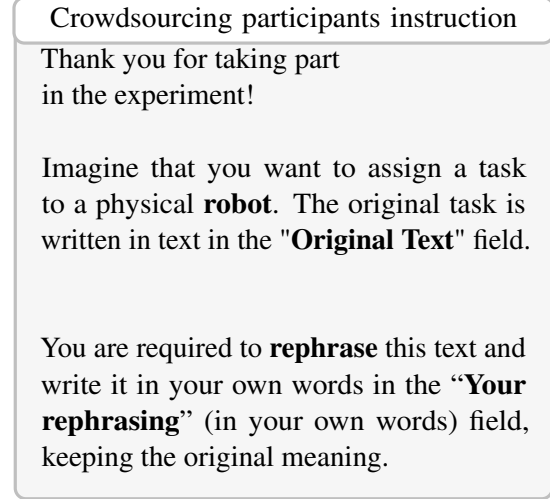 Crowdsourcing participants instruction
Thank you for taking part
in the experiment!
Imagine that you want to assign a task
to a physical robot. The original task is
written in text in the "Original Text" field.
You are required to rephrase this text and
write it in your own words in the “Your
rephrasing” (in your own words) field,
keeping the original meaning.